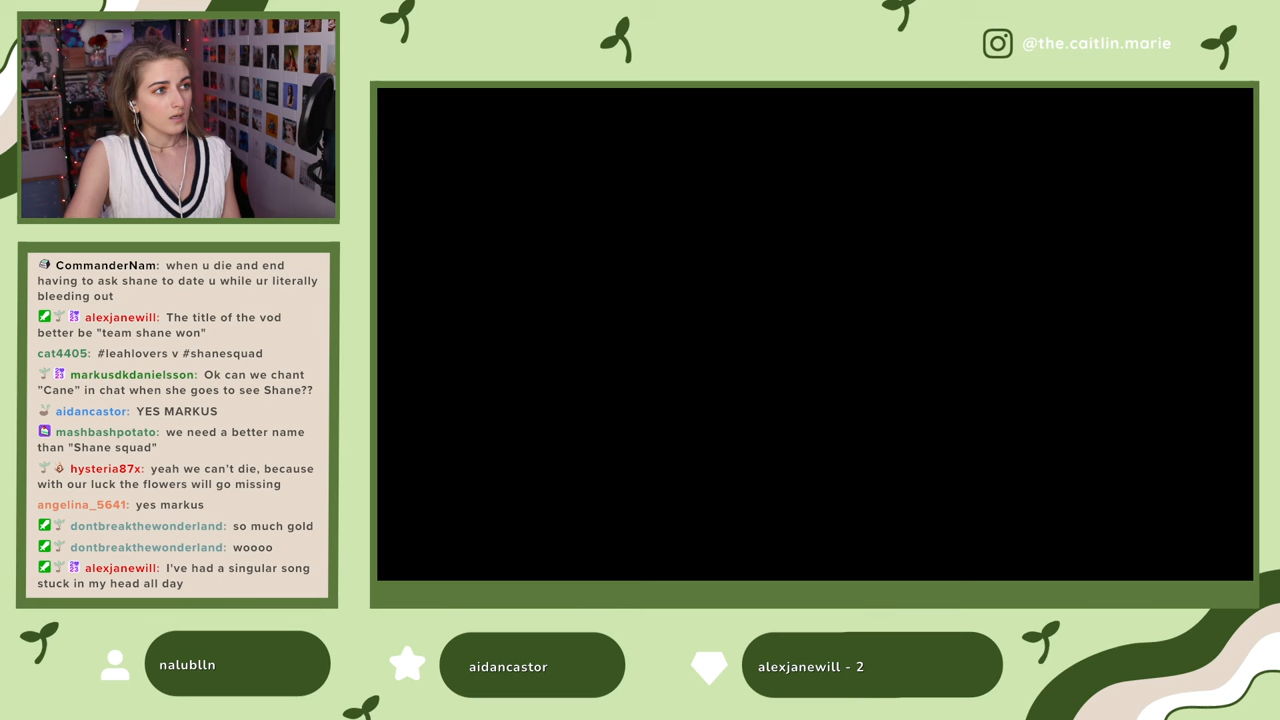 @the.caitlin.marie
CommanderNam: when u die and end
having to ask shane to date u while ur literally
bleeding out
alexjanewill: The title of the vod
better be "team shane won"
cat4405: #leahlovers v #shanesquad
markusdkdanielsson: Ok can we chant
"Cane" in chat when she goes to see Shane??
aidancastor: YES MARKUS
mashbashpotato: we need a better name
than "Shane squad"
hysteria87x: yeah we can't die, because
with our luck the flowers will go missing
angelina_5641: yes markus
dontbreakthewonderland: so much gold
dontbreakthewonderland: woooo
alexjanewill: I've had a singular song
stuck in my head all day
nalublln
aidancastor
alexjanewill - 2